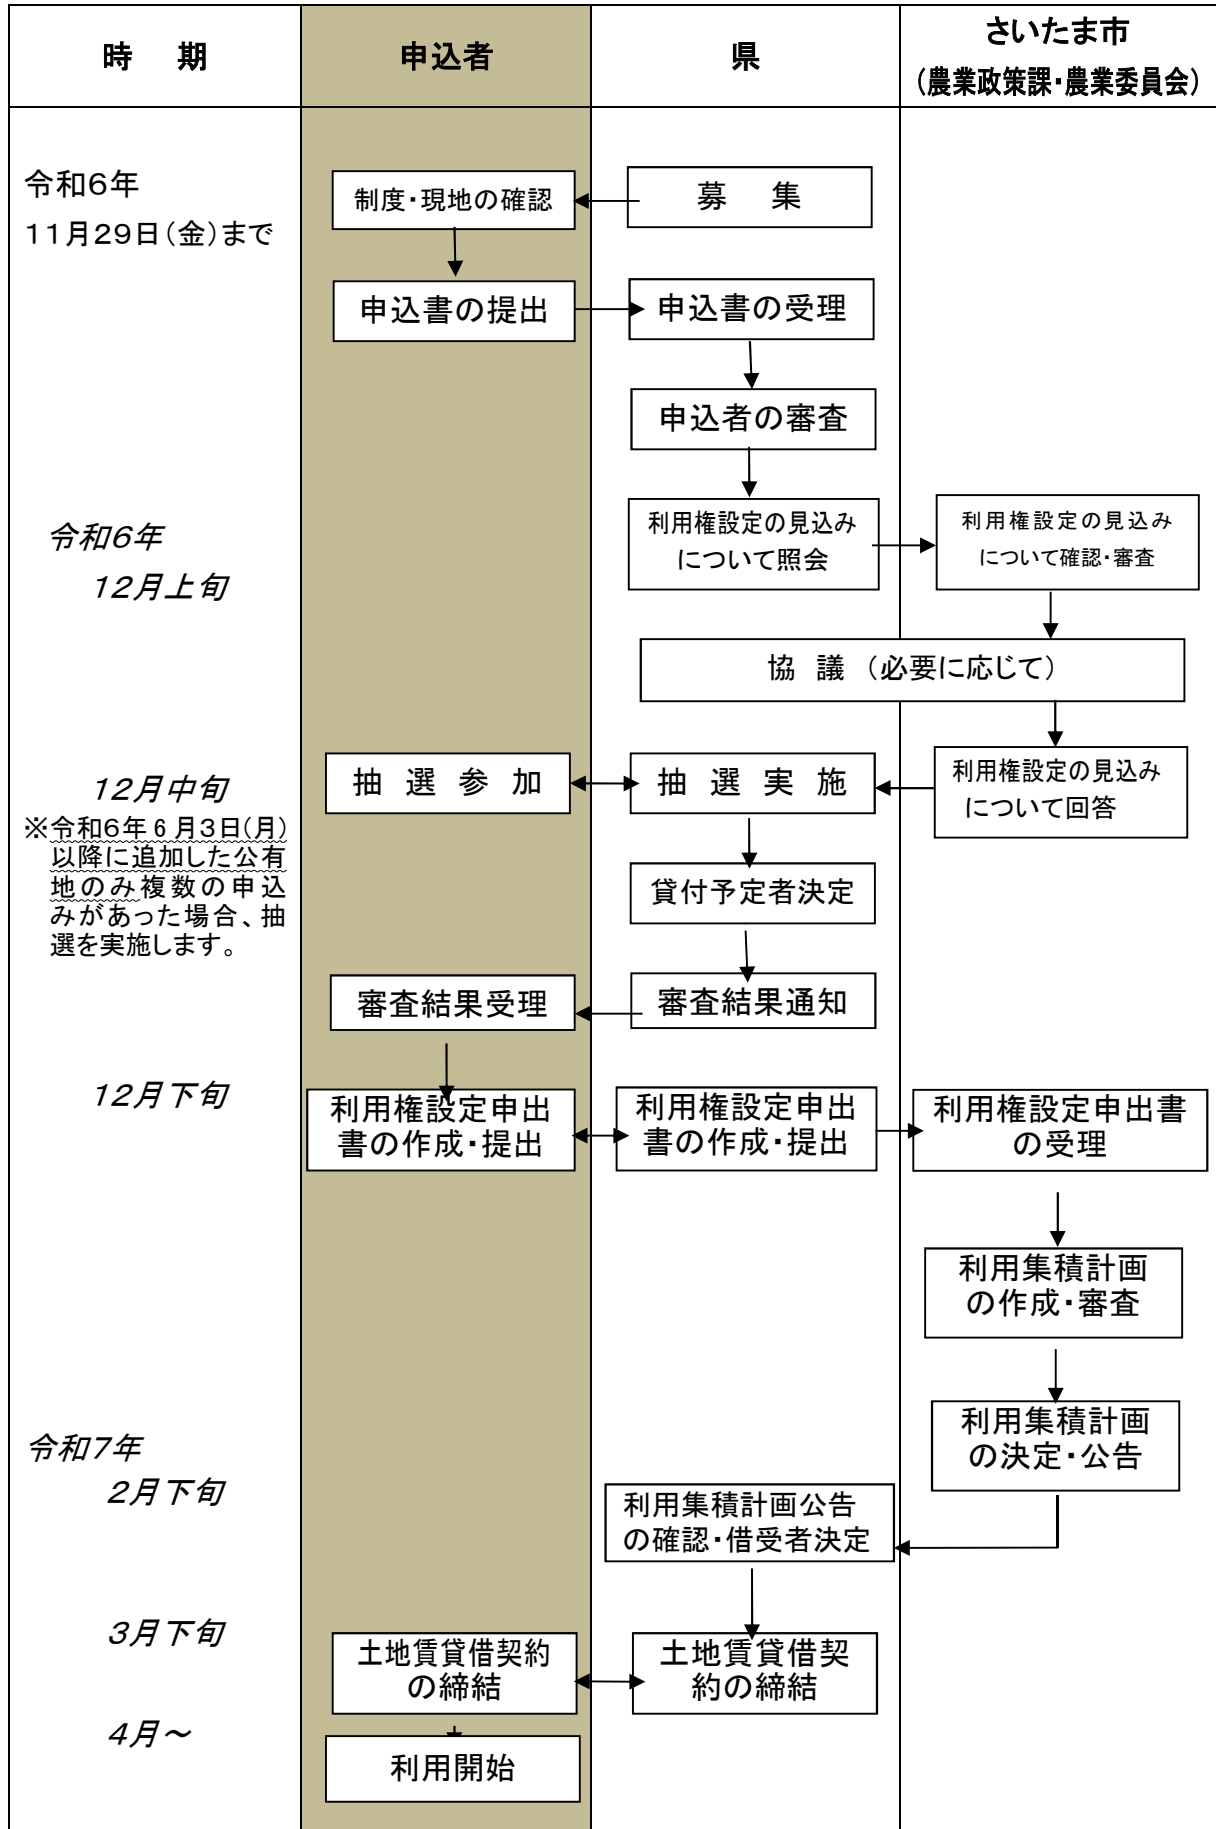 時　期
申込者
県
さいたま市
（農業政策課・農業委員会）
令和６年
１１月２９日（金）まで
制度・現地の確認
募　集
申込書の提出
申込書の受理
申込者の審査
令和６年
１２月上旬
利用権設定の見込み
について照会
利用権設定の見込み
について確認・審査
協　議　（必要に応じて）
１２月中旬
※令和６年６月３日（月）
以降に追加した公有
地のみ複数の申込
みがあった場合、抽
選を実施します。
抽　選　参　加
抽　選　実　施
利用権設定の見込み
について回答
貸付予定者決定
審査結果受理
審査結果通知
１２月下旬
利用権設定申出
書の作成・提出
利用権設定申出
書の作成・提出
利用権設定申出書
の受理
利用集積計画
の作成・審査
令和７年
２月下旬
利用集積計画
の決定・公告
利用集積計画公告
の確認・借受者決定
３月下旬
土地賃貸借契約
の締結
土地賃貸借契
約の締結
４月～
利用開始